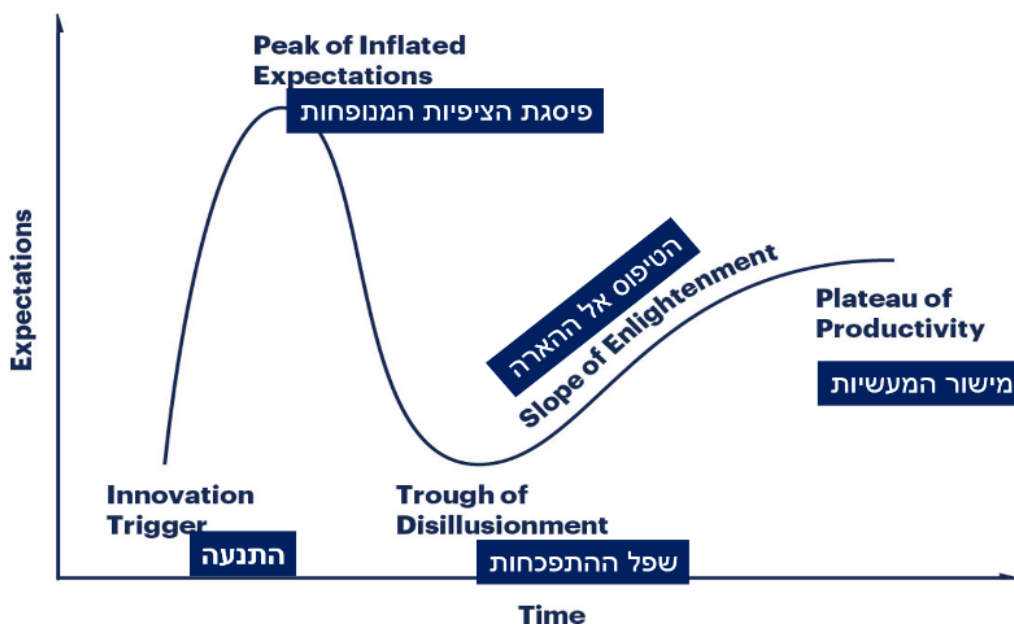 Peak of Inflated
Expectations
פיסגת הציפיות המנופחות
הטיפוס אל ההארה
Slope of Enlightenment
Plateau of
Productivity
מישור המעשיות
Expectations
Innovation
Trigger
התנעה
Trough of
Disillusionment
שפל ההתפכחות
Time